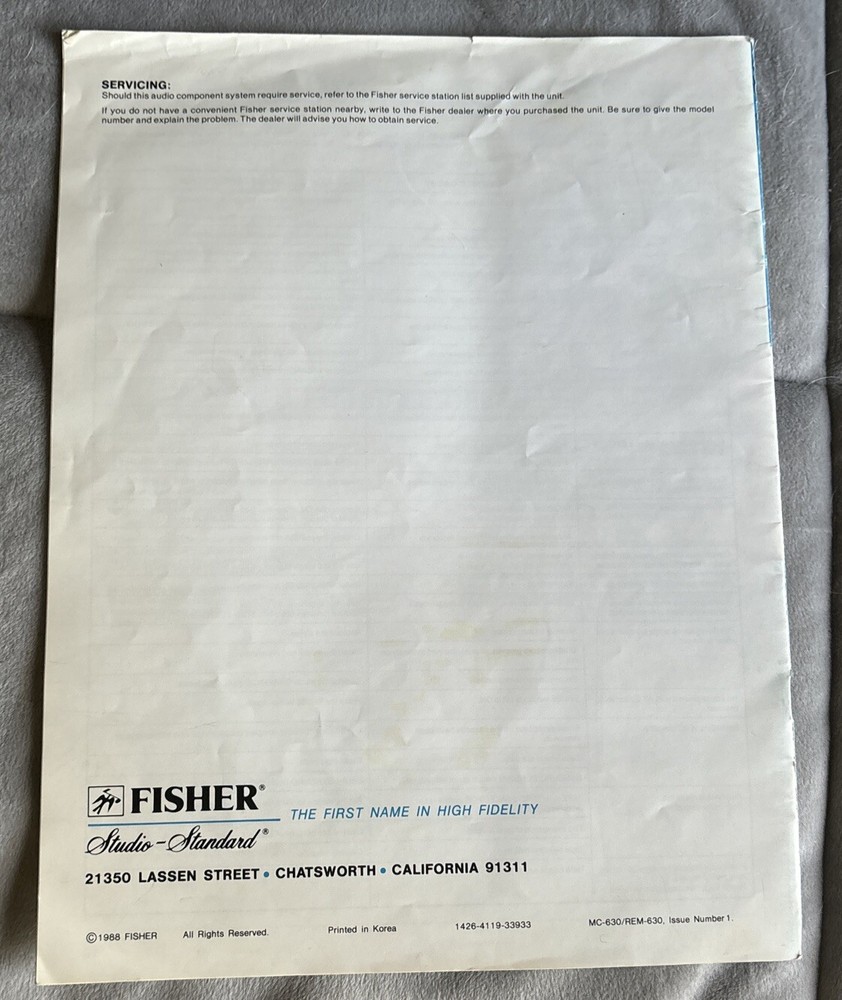 SERVICING:
Should this audio component system require service, refer to the Fisher service station list supplied with the unit.
If you do not have a convenient Fisher service station nearby, write to the Fisher dealer where you purchased the unit. Be sure to give the model
number and explain the problem. The dealer will advise you how to obtain service.
FISHER®
THE FIRST NAME IN HIGH FIDELITY
Studio-Standard®
21350 LASSEN STREET • CHATSWORTH • CALIFORNIA 91311
©1988 FISHER All Rights Reserved. Printed in Korea 1426-4119-33933 MC-630/REM-630, Issue Number 1.